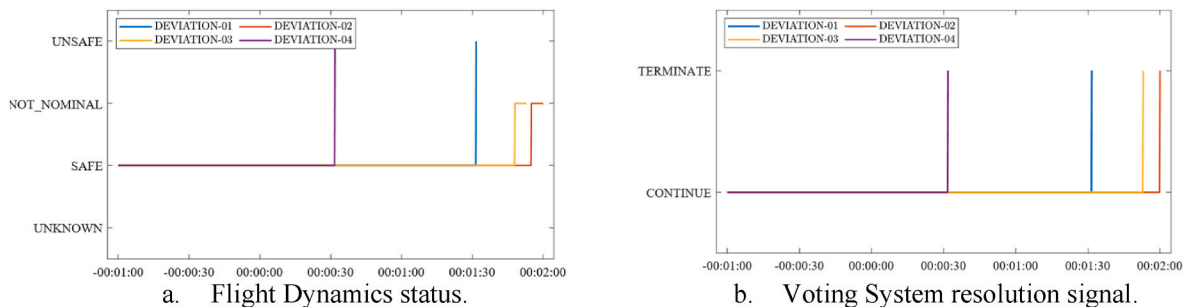 DEVIATION-01 DEVIATION-02
DEVIATION-03 DEVIATION-04
UNSAFE
NOT_NOMINAL
SAFE
UNKNOWN
-00:01:00 -00:00:30 00:00:00 00:00:30 00:01:00 00:01:30 00:02:00
a. Flight Dynamics status.
DEVIATION-01 DEVIATION-02
DEVIATION-03 DEVIATION-04
TERMINATE
CONTINUE
-00:01:00 -00:00:30 00:00:00 00:00:30 00:01:00 00:01:30 00:02:00
b. Voting System resolution signal.